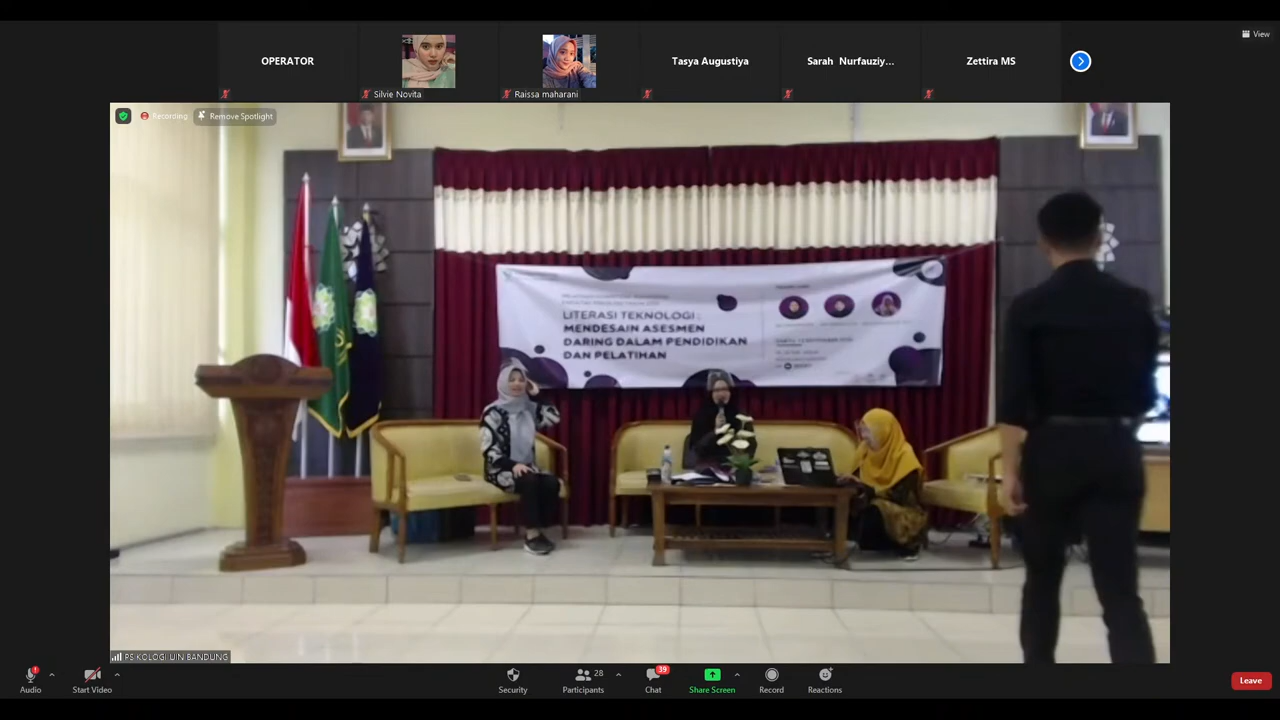 View
OPERATOR
Silvie Novita
Raissa maharani
Tasya Augustiya
Sarah Nurfauziy...
Zettira MS
Recording
Remove Spotlight
LITERASI TEKNOLOGI :
MENDESAIN ASESMEN
DARING DALAM PENDIDIKAN
DAN PELATIHAN
PSIKOLOGI UIN BANDUNG
Audio
Start Video
Security
Participants
28
Chat
39
Share Screen
Record
Reactions
Leave